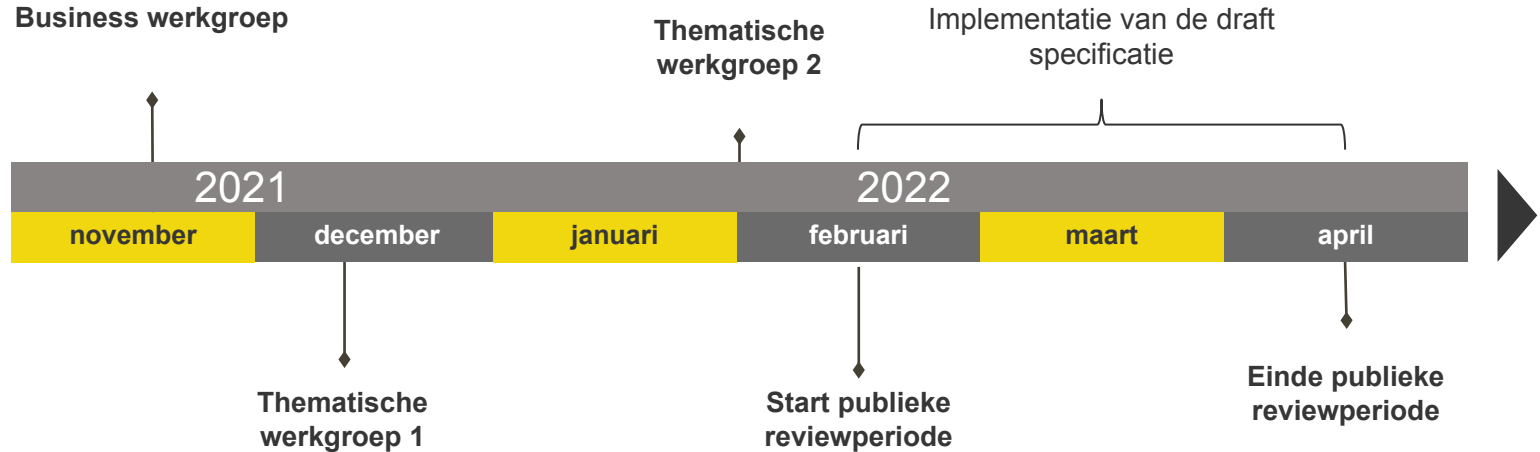 Business werkgroep
Thematische
werkgroep 2
Implementatie van de draft
specificatie
2021
2022
november
december
januari
februari
maart
april
Thematische
werkgroep 1
Start publieke
reviewperiode
Einde publieke
reviewperiode